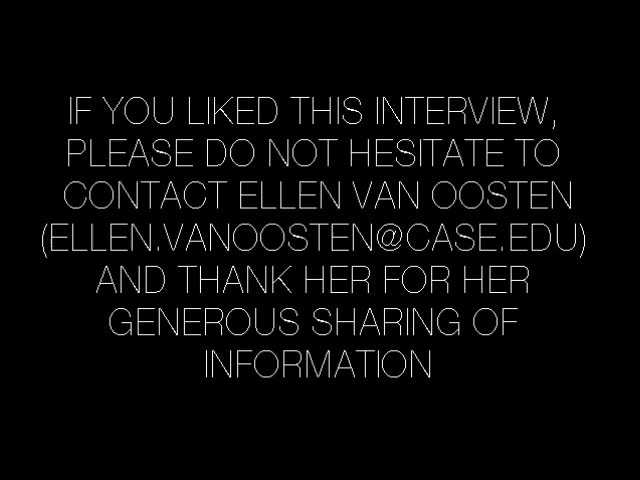 IF YOU LIKED THIS INTERVIEW,
PLEASE DO NOT HESITATE TO
CONTACT ELLEN VAN OOSTEN
(ELLEN.VANOOSTEN@CASE.EDU)
AND THANK HER FOR HER
GENEROUS SHARING OF
INFORMATION